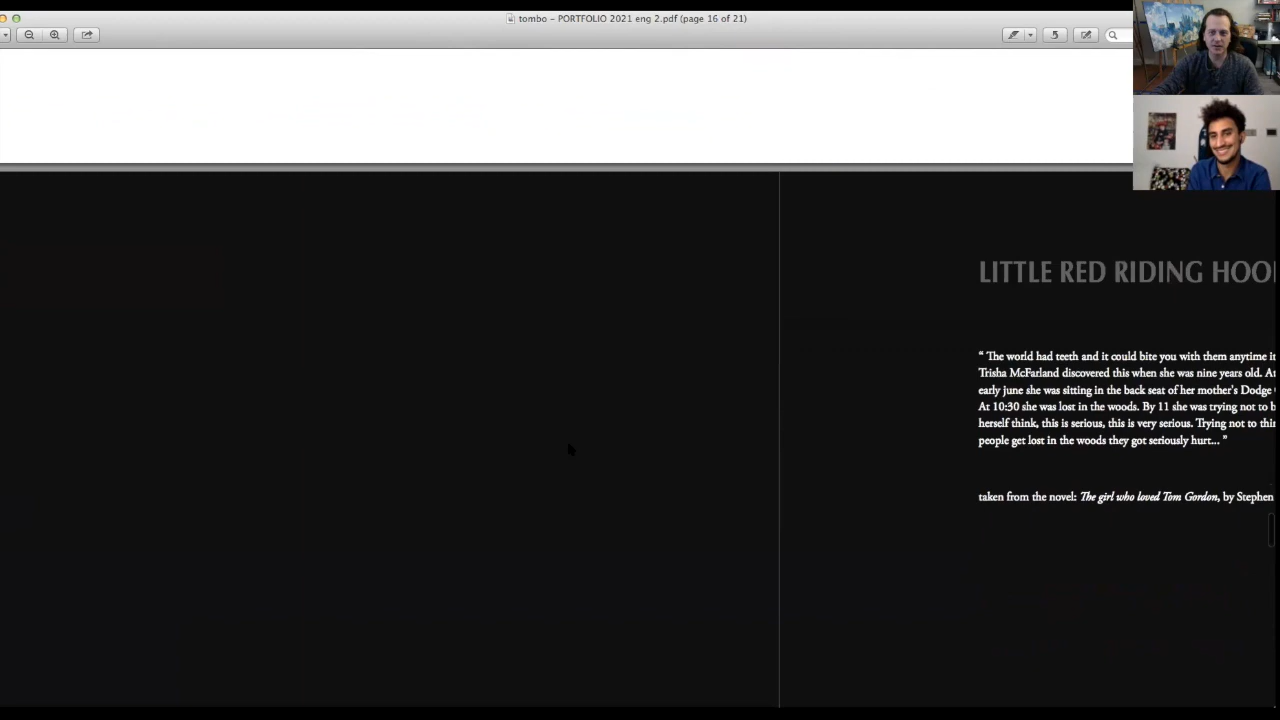 tombo – PORTFOLIO 2021 eng 2.pdf (page 16 of 21)
LITTLE RED RIDING HOO
“ The world had teeth and it could bite you with them anytime it
Trisha McFarland discovered this when she was nine years old. At
early june she was sitting in the back seat of her mother's Dodge
At 10:30 she was lost in the woods. By 11 she was trying not to b
herself think, this is serious, this is very serious. Trying not to thin
people get lost in the woods they got seriously hurt... ”
taken from the novel: The girl who loved Tom Gordon, by Stephen